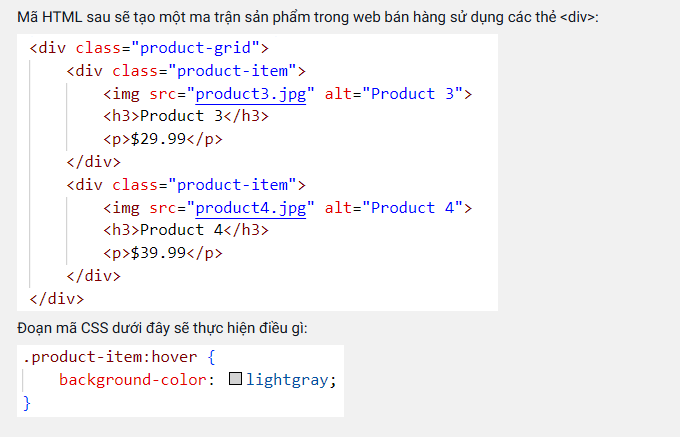 Mã HTML sau sẽ tạo một ma trận sản phẩm trong web bán hàng sử dụng các thẻ <div>:
<div class="product-grid">
    <div class="product-item">
        <img src="product3.jpg" alt="Product 3">
        <h3>Product 3</h3>
        <p>$29.99</p>
    </div>
    <div class="product-item">
        <img src="product4.jpg" alt="Product 4">
        <h3>Product 4</h3>
        <p>$39.99</p>
    </div>
</div>
Đoạn mã CSS dưới đây sẽ thực hiện điều gì:
.product-item:hover {
    background-color: lightgray;
}